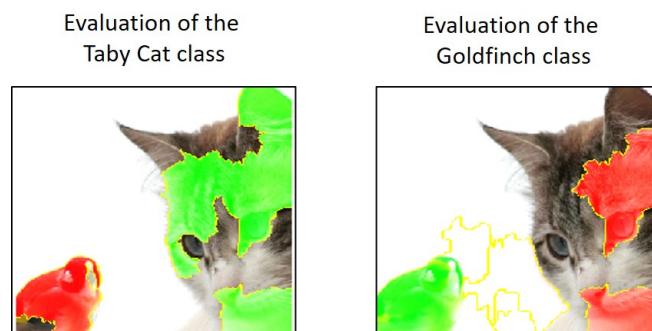 Evaluation of the
Taby Cat class
Evaluation of the
Goldfinch class